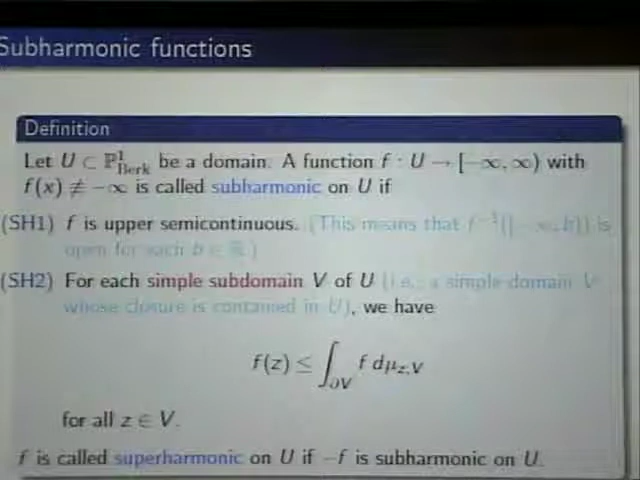 Subharmonic functions
Definition
Let U ⊂ ℙ¹_Berk be a domain. A function f : U → [−∞, ∞) with
f(x) ≢ −∞ is called subharmonic on U if
(SH1) f is upper semicontinuous. (This means that f⁻¹([−∞, b)) is
open for each b ∈ ℝ.)
(SH2) For each simple subdomain V of U (i.e., a simple domain V
whose closure is contained in U), we have
f(z) ≤ ∫_∂V f dμ_z,V
for all z ∈ V.
f is called superharmonic on U if −f is subharmonic on U.